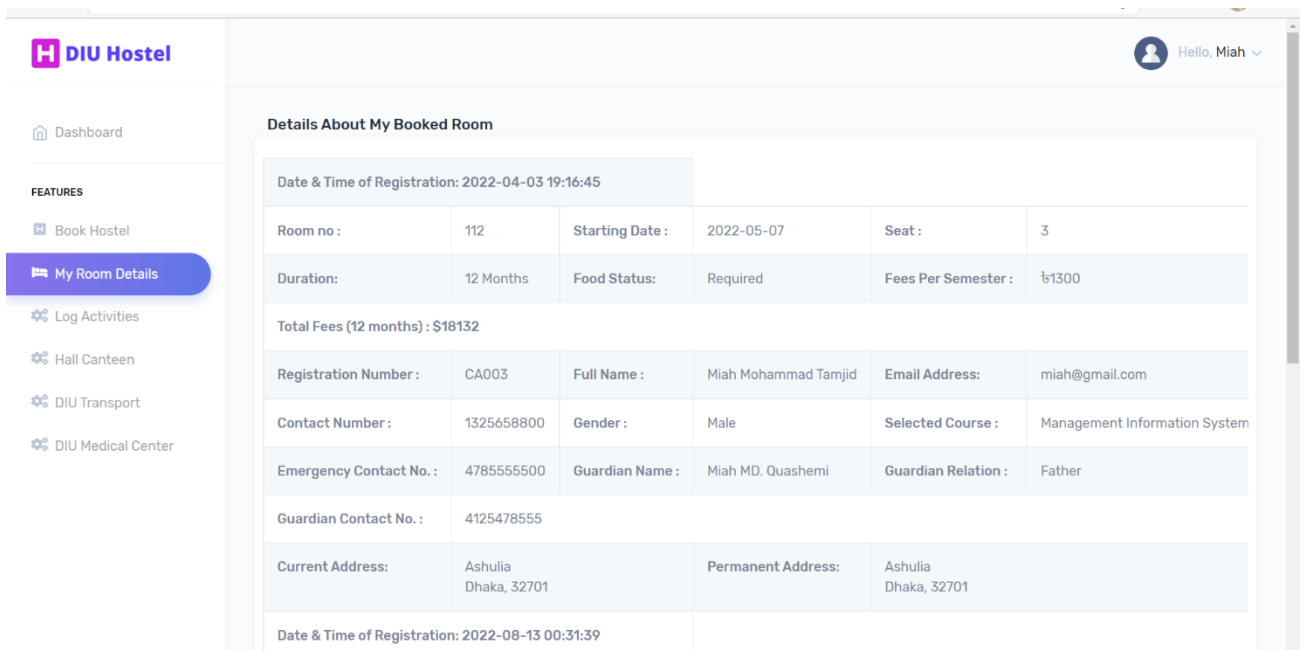 H DIU Hostel
Hello, Miah
Dashboard
Details About My Booked Room
FEATURES
Date & Time of Registration: 2022-04-03 19:16:45
Book Hostel
Room no : 112 Starting Date : 2022-05-07 Seat : 3
My Room Details
Duration: 12 Months Food Status: Required Fees Per Semester : ৳1300
Log Activities
Total Fees (12 months) : $18132
Hall Canteen
Registration Number : CA003 Full Name : Miah Mohammad Tamjid Email Address: miah@gmail.com
DIU Transport
Contact Number : 1325658800 Gender : Male Selected Course : Management Information System
DIU Medical Center
Emergency Contact No. : 4785555500 Guardian Name : Miah MD. Quashemi Guardian Relation : Father
Guardian Contact No. : 4125478555
Current Address: Ashulia Permanent Address: Ashulia
Dhaka, 32701 Dhaka, 32701
Date & Time of Registration: 2022-08-13 00:31:39